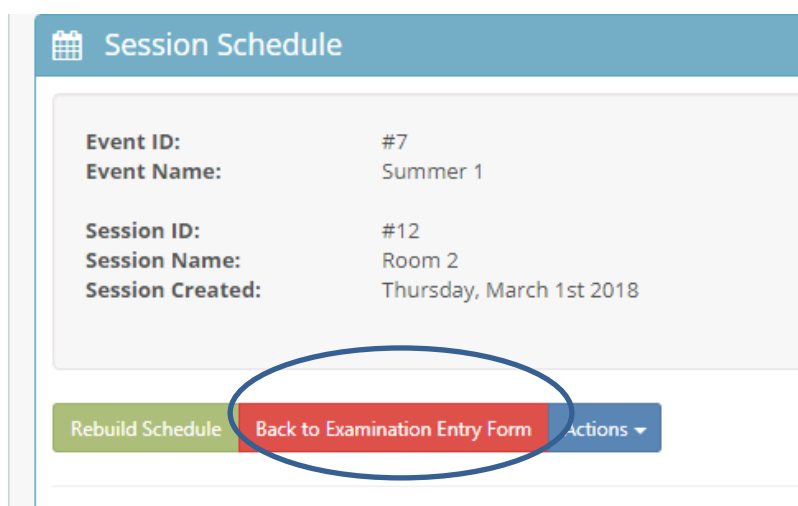 Session Schedule
Event ID: #7
Event Name: Summer 1
Session ID: #12
Session Name: Room 2
Session Created: Thursday, March 1st 2018
Rebuild Schedule Back to Examination Entry Form Actions